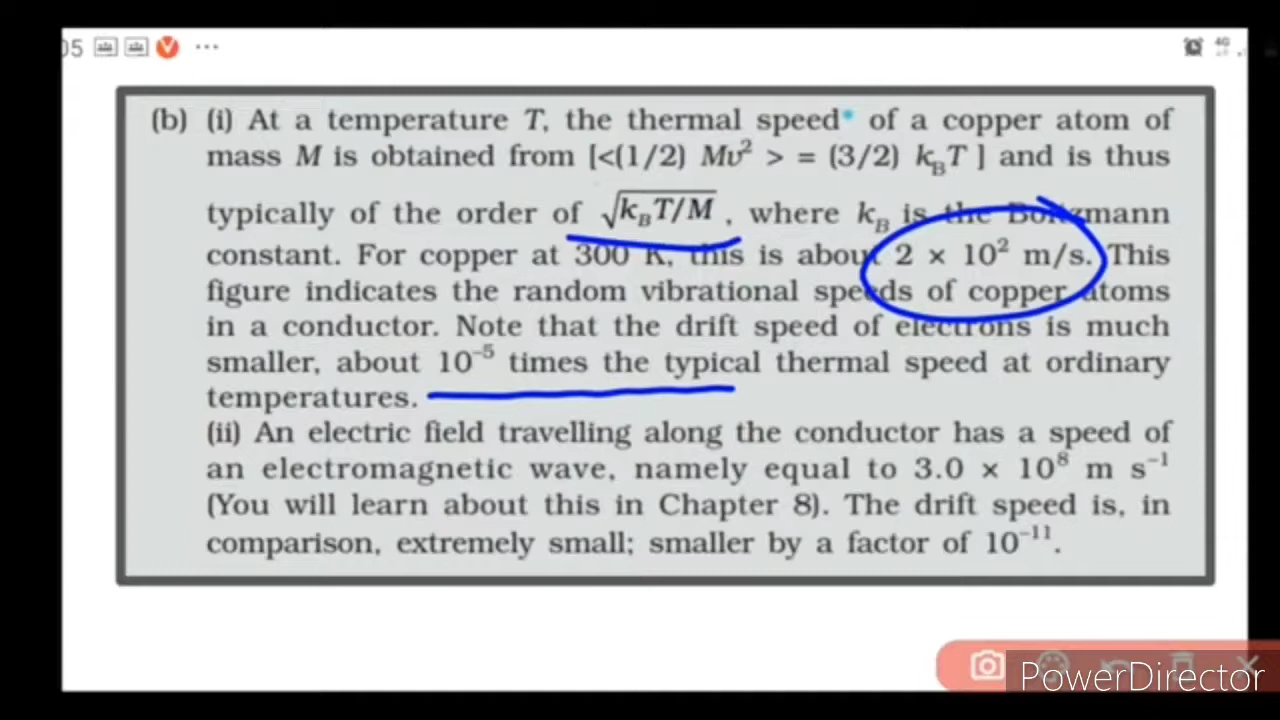 05 ...
4G
(b) (i) At a temperature T, the thermal speed* of a copper atom of
mass M is obtained from [<(1/2) Mv² > = (3/2) k_BT ] and is thus
typically of the order of √k_BT/M , where k_B is the Boltzmann
constant. For copper at 300 K, this is about 2 × 10² m/s. This
figure indicates the random vibrational speeds of copper atoms
in a conductor. Note that the drift speed of electrons is much
smaller, about 10⁻⁵ times the typical thermal speed at ordinary
temperatures.
(ii) An electric field travelling along the conductor has a speed of
an electromagnetic wave, namely equal to 3.0 × 10⁸ m s⁻¹
(You will learn about this in Chapter 8). The drift speed is, in
comparison, extremely small; smaller by a factor of 10⁻¹¹.
PowerDirector